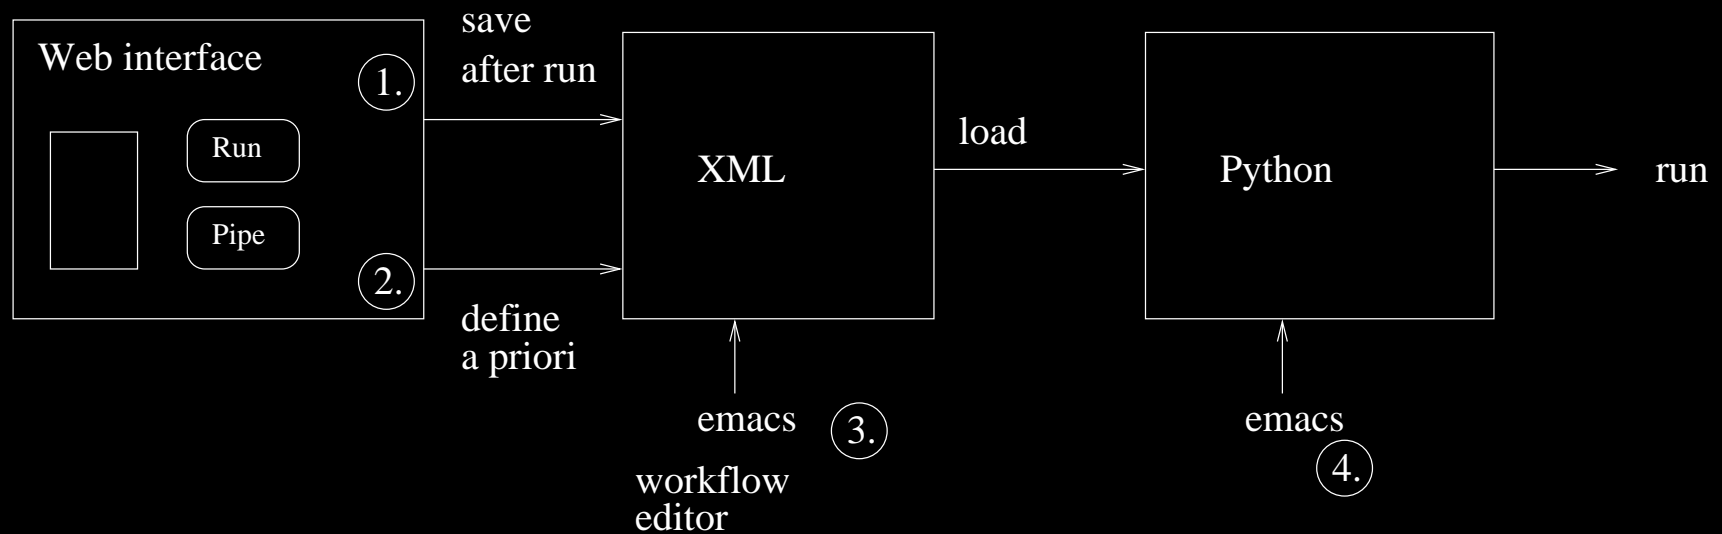 Web interface
1.
Run
Pipe
2.
save
after run
define
a priori
XML
emacs
3.
workflow
editor
load
Python
emacs
4.
run